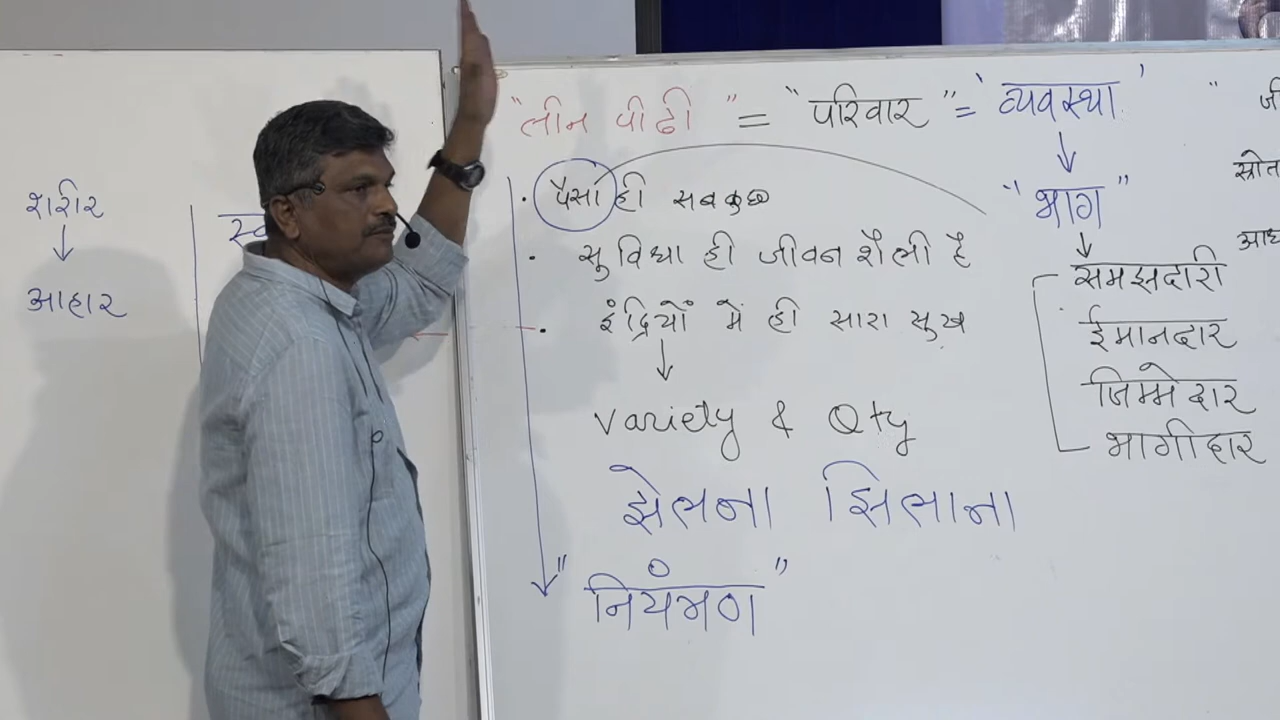 शरीर
↓
आहार
स्व
"तीन पीढी" = "परिवार" = 'व्यवस्था'
↓
"भाग"
↓
समझदारी
ईमानदार
जिम्मेदार
भागीदार
• पैसा ही सबकुछ
• सुविधा ही जीवन शैली है
• इंद्रियों में ही सारा सुख
↓
variety & Qty
झेलना झिलाना
"नियंत्रण"
" जी
स्रोत